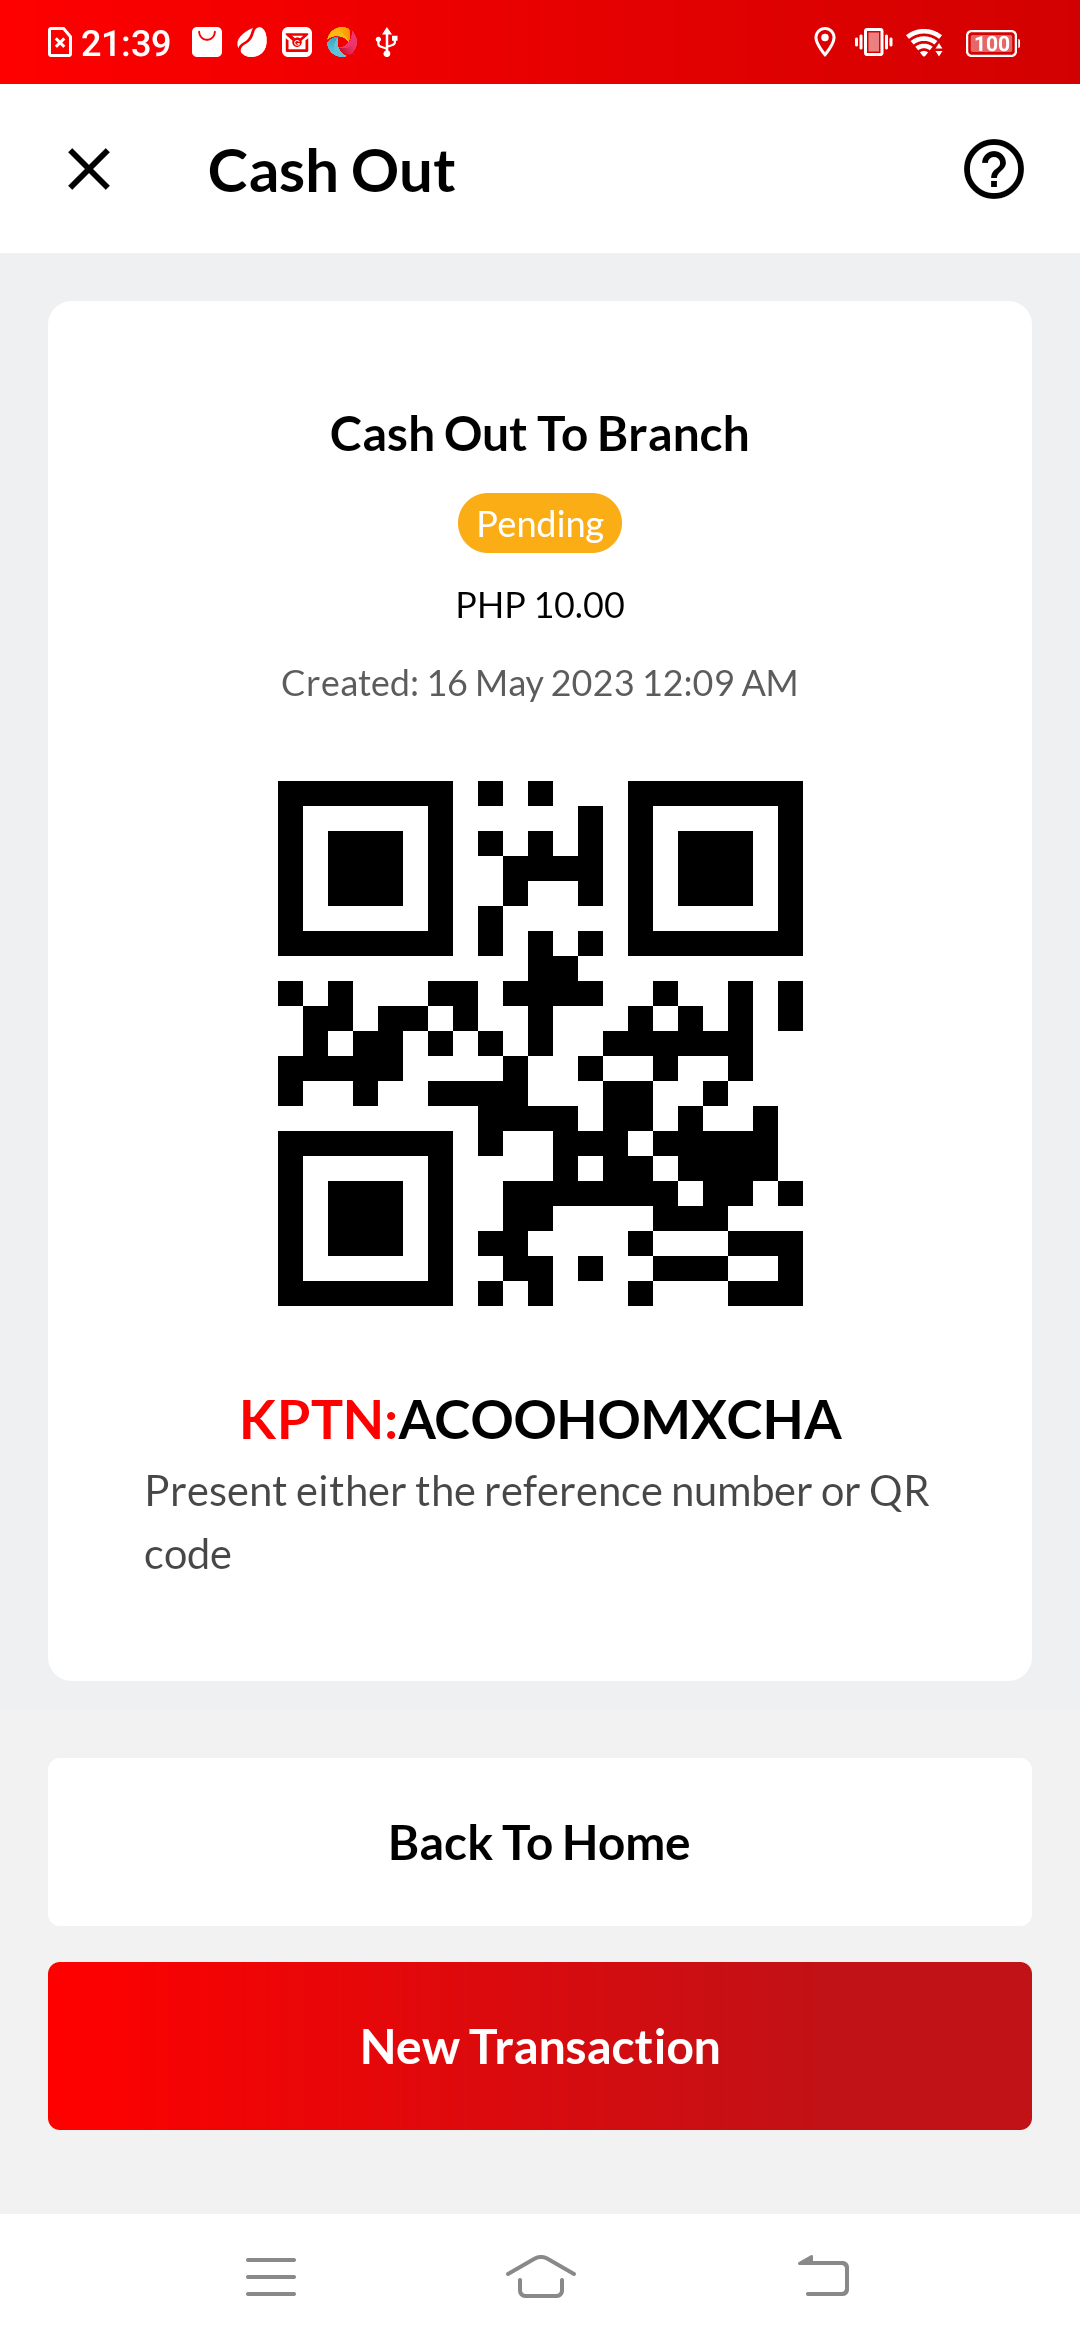 21:39
100
Cash Out
Cash Out To Branch
Pending
PHP 10.00
Created: 16 May 2023 12:09 AM
KPTN:ACOOHOMXCHA
Present either the reference number or QR
code
Back To Home
New Transaction